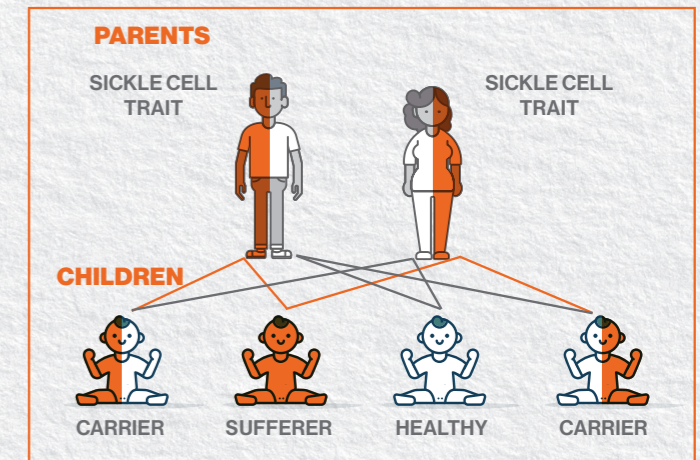 PARENTS
SICKLE CELL
TRAIT
SICKLE CELL
TRAIT
CHILDREN
CARRIER
SUFFERER
HEALTHY
CARRIER